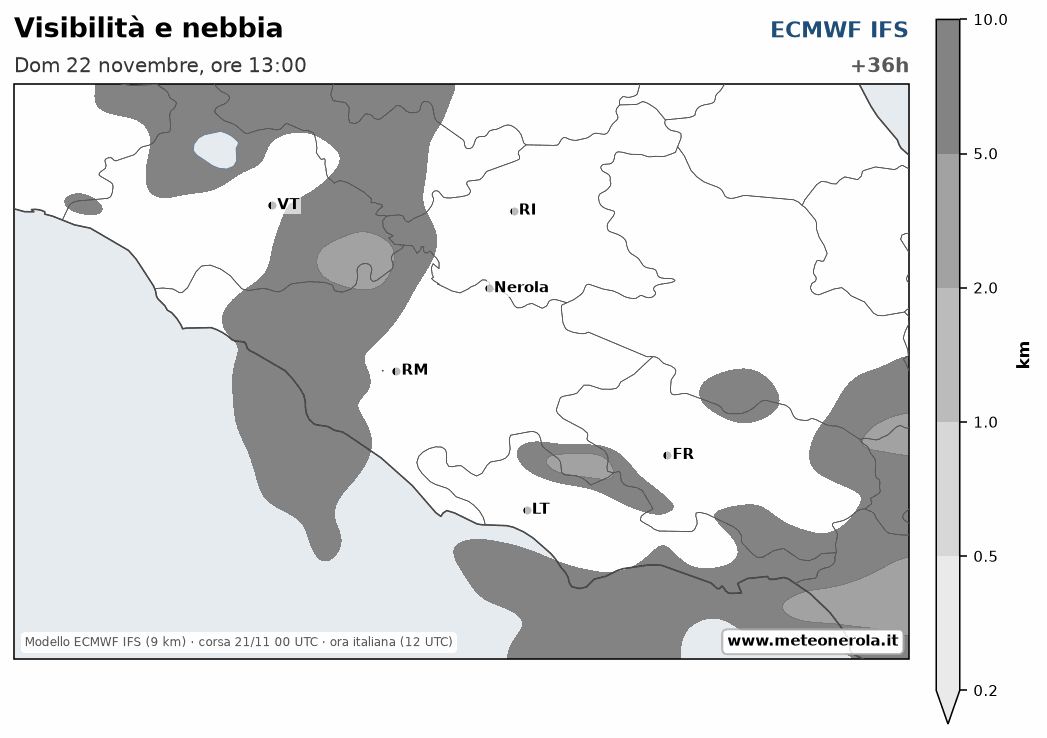 Visibilità e nebbia
ECMWF IFS
Dom 22 novembre, ore 13:00
+36h
10.0
5.0
2.0
1.0
0.5
0.2
km
VT
RI
Nerola
RM
FR
LT
Modello ECMWF IFS (9 km) · corsa 21/11 00 UTC · ora italiana (12 UTC)
www.meteonerola.it